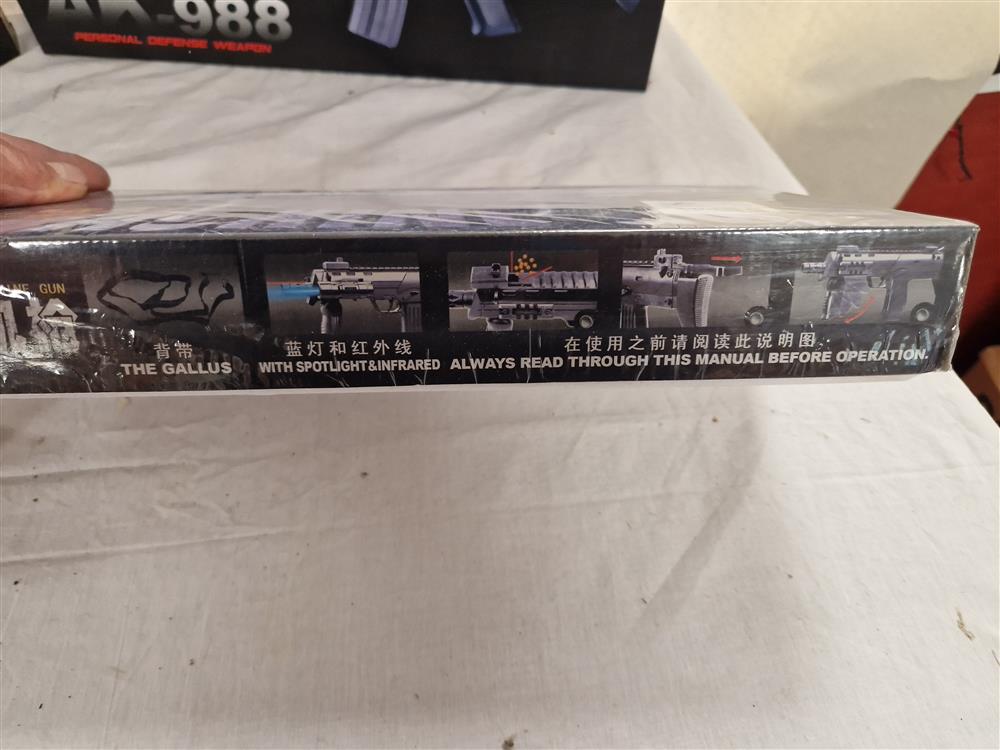 AK-988
PERSONAL DEFENSE WEAPON
GUN
枪
背带
THE GALLUS
蓝灯和红外线
WITH SPOTLIGHT&INFRARED
在使用之前请阅读此说明图
ALWAYS READ THROUGH THIS MANUAL BEFORE OPERATION.